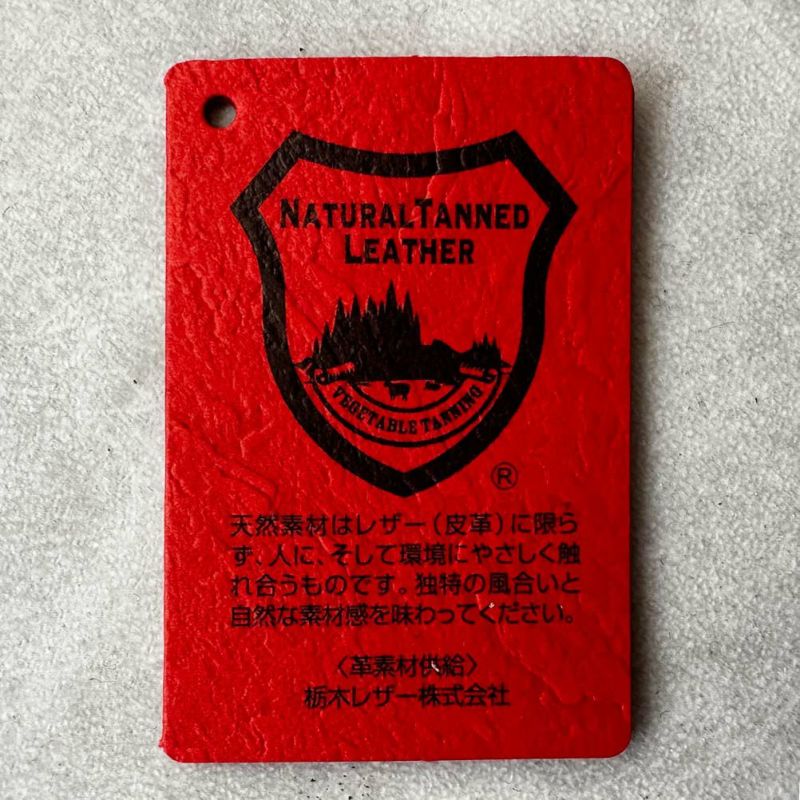 NATURAL TANNED
LEATHER
VEGETABLE TANNING
®
天然素材はレザー（皮革）に限ら
ず、人に、そして環境にやさしく触
れ合うものです。独特の風合いと
自然な素材感を味わってください。
〈革素材供給〉
栃木レザー株式会社